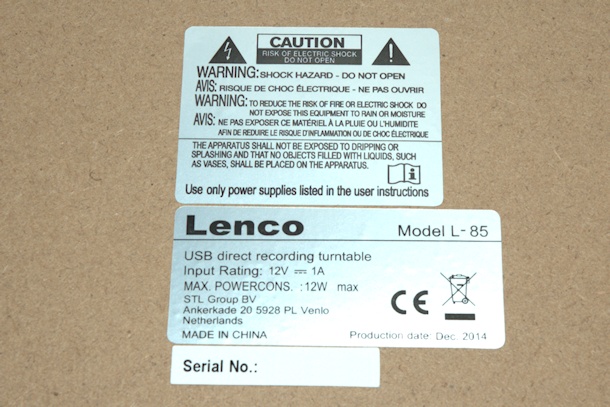 CAUTION
RISK OF ELECTRIC SHOCK
DO NOT OPEN
WARNING: SHOCK HAZARD - DO NOT OPEN
AVIS: RISQUE DE CHOC ÉLECTRIQUE - NE PAS OUVRIR
WARNING: TO REDUCE THE RISK OF FIRE OR ELECTRIC SHOCK DO
NOT EXPOSE THIS EQUIPMENT TO RAIN OR MOISTURE
AVIS: NE PAS EXPOSER CE MATÉRIEL À LA PLUIE OU L'HUMIDITE
AFIN DE REDUIRE LE RISQUE D'INFLAMMATION OU DE CHOC ÉLECTRIQUE
THE APPARATUS SHALL NOT BE EXPOSED TO DRIPPING OR
SPLASHING AND THAT NO OBJECTS FILLED WITH LIQUIDS, SUCH
AS VASES, SHALL BE PLACED ON THE APPARATUS.
Use only power supplies listed in the user instructions
Lenco Model L-85
USB direct recording turntable
Input Rating: 12V ⎓ 1A
MAX. POWERCONS. :12W max
STL Group BV
Ankerkade 20 5928 PL Venlo
Netherlands
CE
MADE IN CHINA Production date: Dec. 2014
Serial No.: